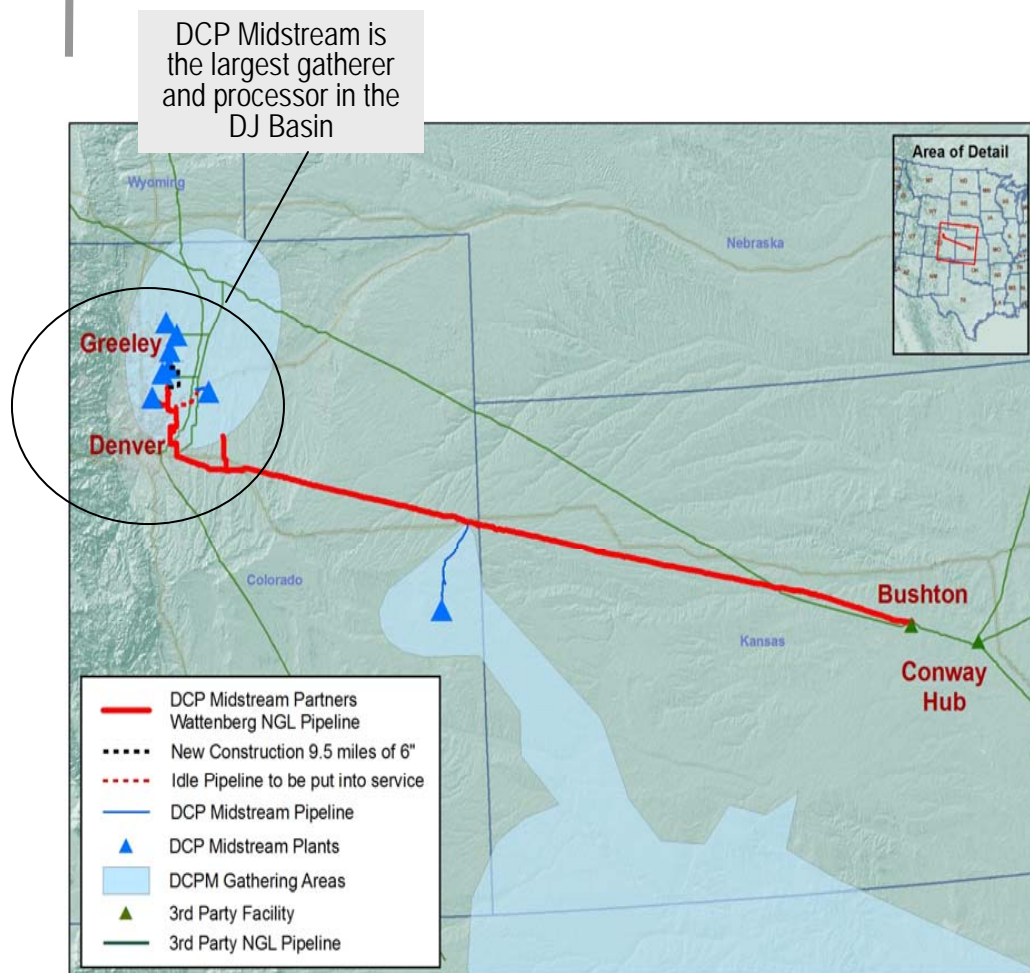 DCP Midstream is
the largest gatherer
and processor in the
DJ Basin
Area of Detail
Wyoming
Nebraska
Greeley
Denver
Colorado
Bushton
Kansas
Conway
Hub
DCP Midstream Partners
Wattenberg NGL Pipeline
New Construction 9.5 miles of 6"
Idle Pipeline to be put into service
DCP Midstream Pipeline
DCP Midstream Plants
DCPM Gathering Areas
3rd Party Facility
3rd Party NGL Pipeline